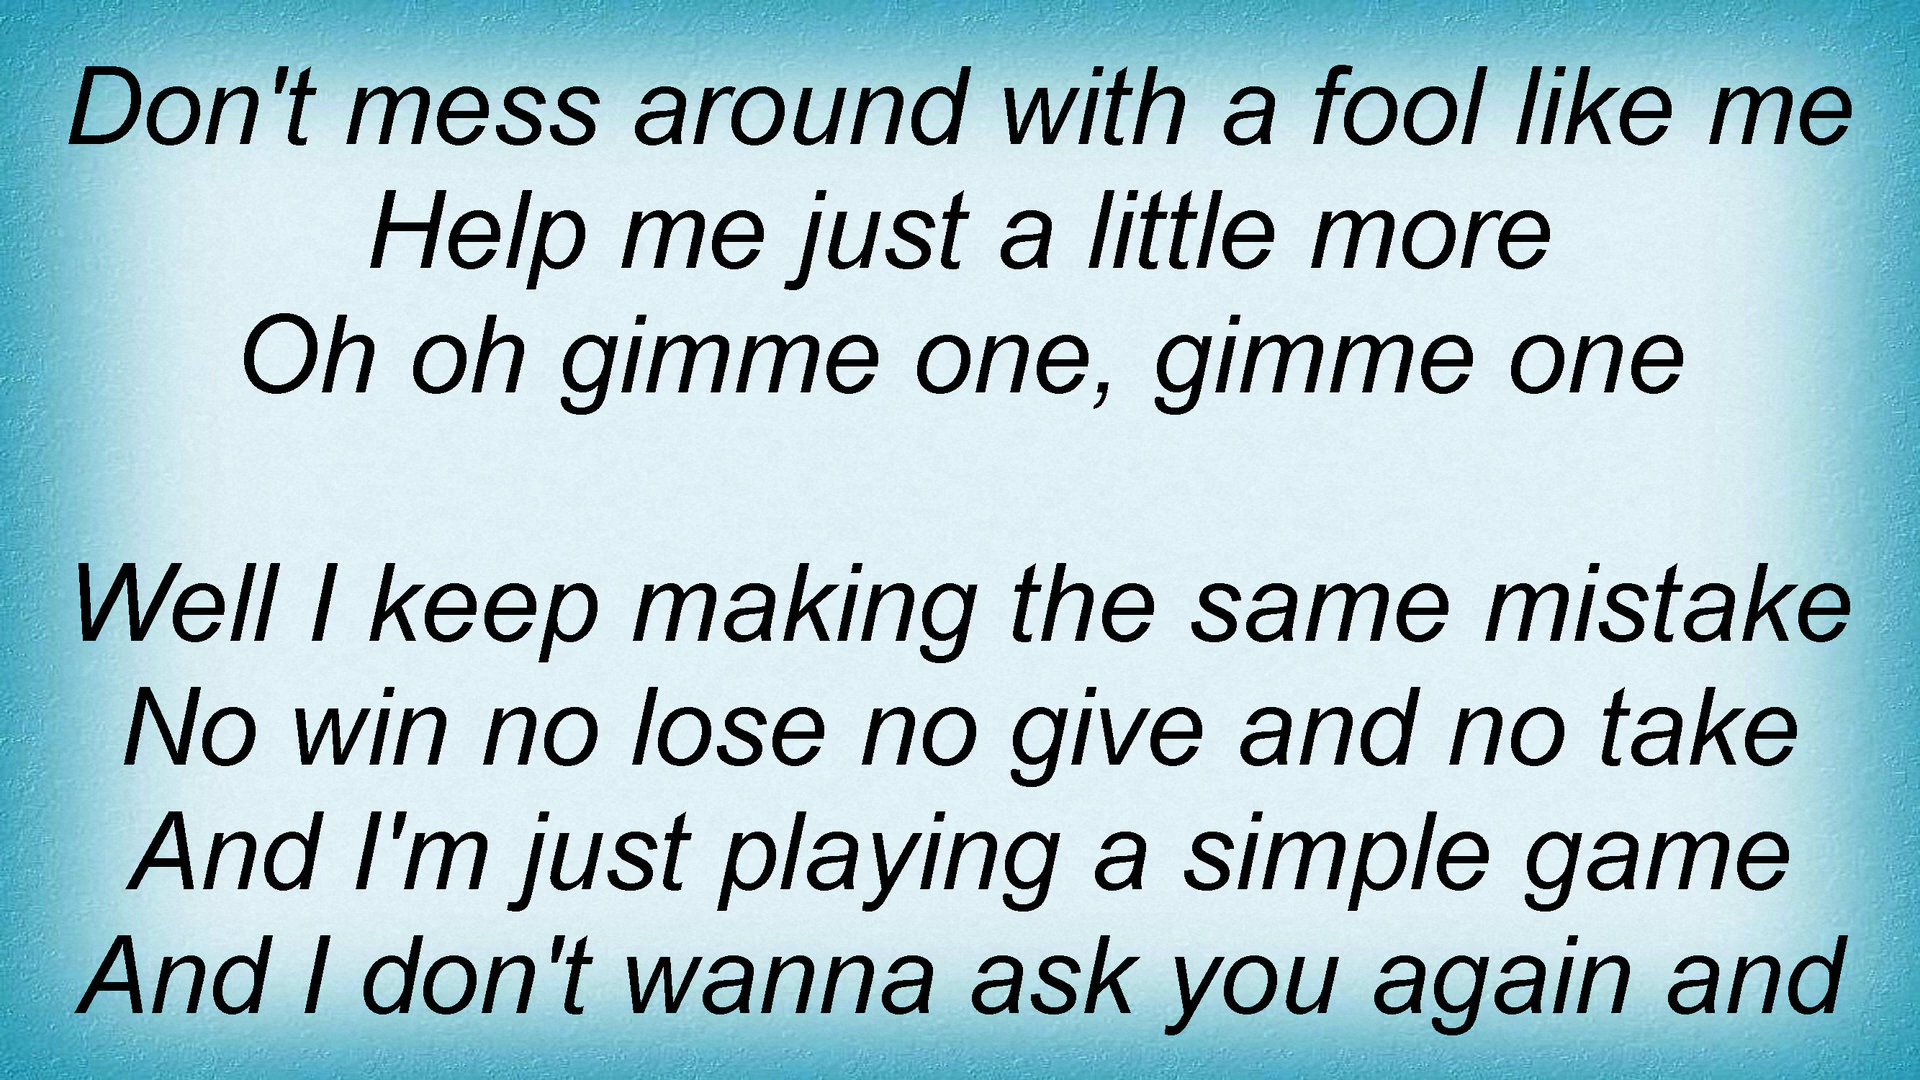 Don't mess around with a fool like me
Help me just a little more
Oh oh gimme one, gimme one
Well I keep making the same mistake
No win no lose no give and no take
And I'm just playing a simple game
And I don't wanna ask you again and